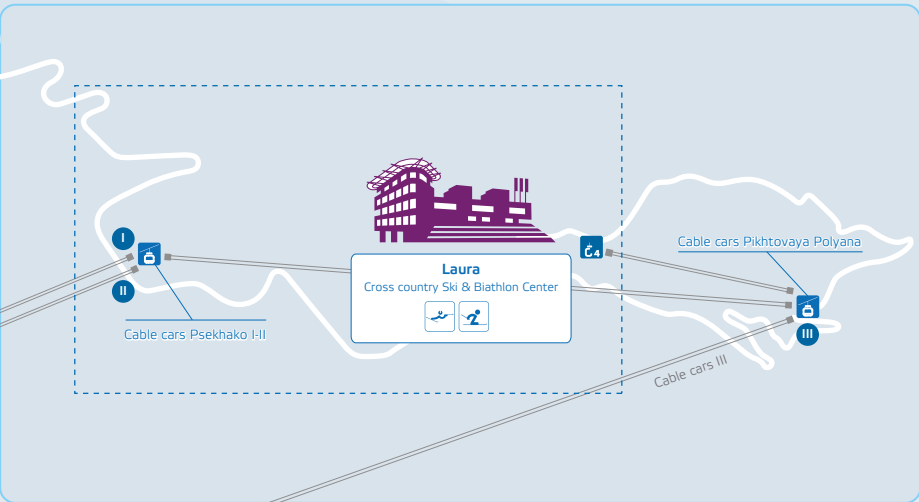 I
II
Cable cars Psekhako I-II
Laura
Cross country Ski & Biathlon Center
4
Cable cars Pikhtovaya Polyana
III
Cable cars III